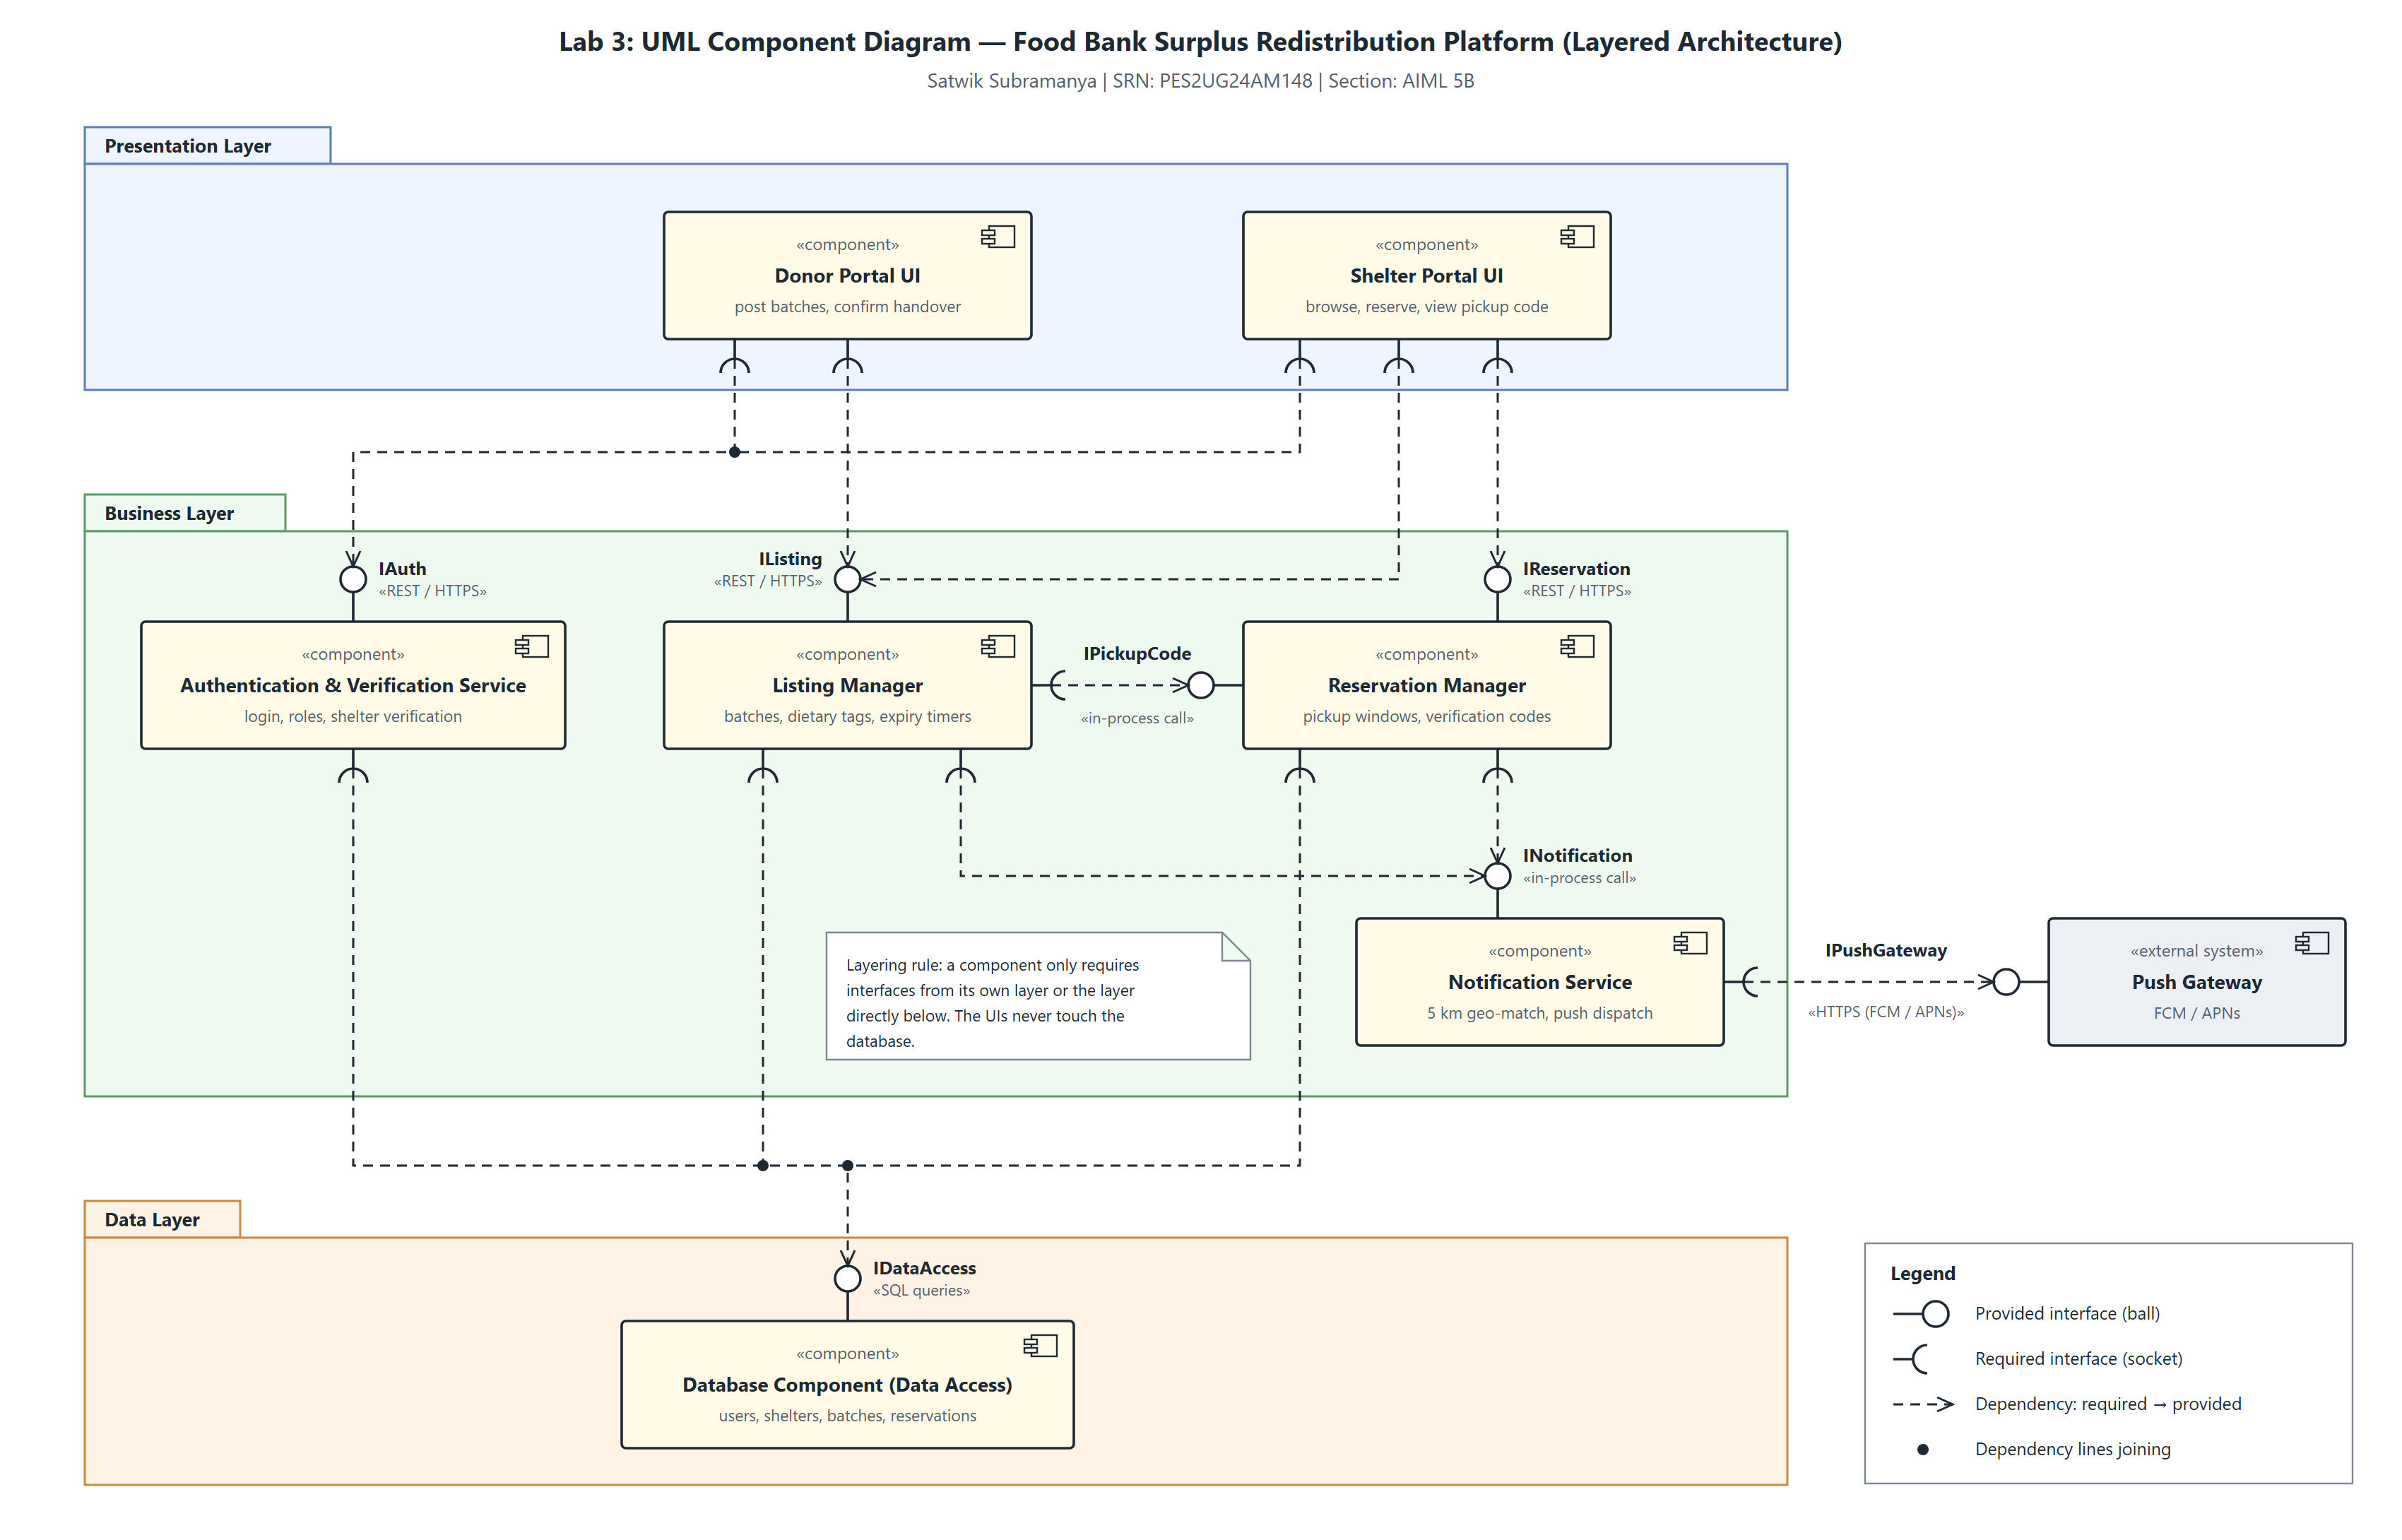 Lab 3: UML Component Diagram — Food Bank Surplus Redistribution Platform (Layered Architecture)
Satwik Subramanya | SRN: PES2UG24AM148 | Section: AIML 5B
Presentation Layer
«component»
Donor Portal UI
post batches, confirm handover
«component»
Shelter Portal UI
browse, reserve, view pickup code
Business Layer
IAuth
«REST / HTTPS»
IListing
«REST / HTTPS»
IReservation
«REST / HTTPS»
«component»
Authentication & Verification Service
login, roles, shelter verification
«component»
Listing Manager
batches, dietary tags, expiry timers
IPickupCode
«in-process call»
«component»
Reservation Manager
pickup windows, verification codes
INotification
«in-process call»
Layering rule: a component only requires
interfaces from its own layer or the layer
directly below. The UIs never touch the
database.
«component»
Notification Service
5 km geo-match, push dispatch
IPushGateway
«HTTPS (FCM / APNs)»
«external system»
Push Gateway
FCM / APNs
Data Layer
IDataAccess
«SQL queries»
«component»
Database Component (Data Access)
users, shelters, batches, reservations
Legend
Provided interface (ball)
Required interface (socket)
Dependency: required → provided
Dependency lines joining